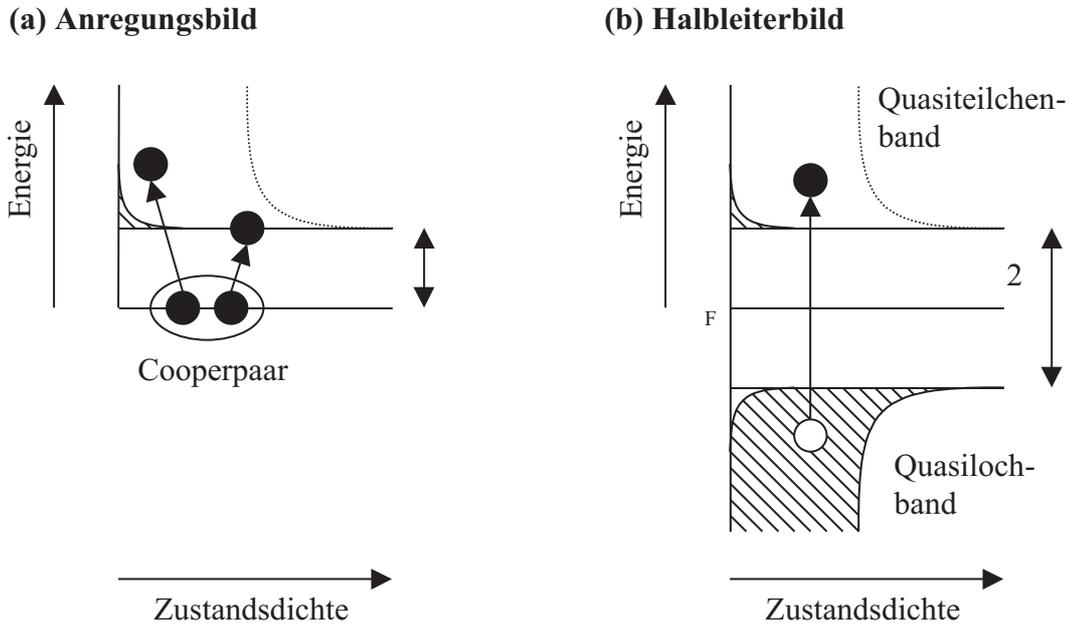 (a) Anregungsbild
Energie
Cooperpaar
Zustandsdichte
(b) Halbleiterbild
Energie
Quasiteilchen-
band
2
F
Quasiloch-
band
Zustandsdichte